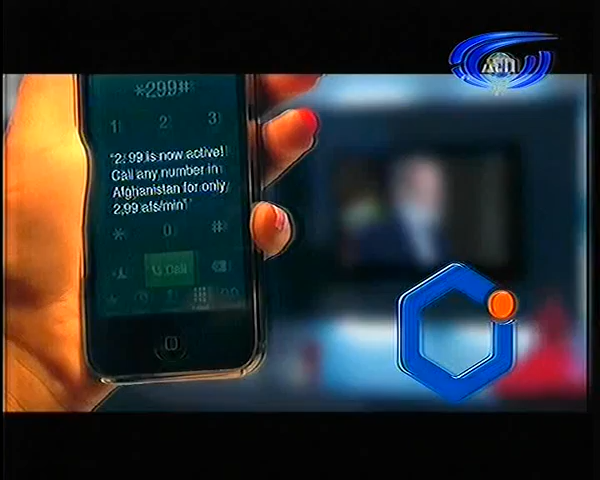 *299#
1 2 3
"2.99 is now active!
Call any number in
Afghanistan for only
2,99 afs/min"
* 0 #
Call